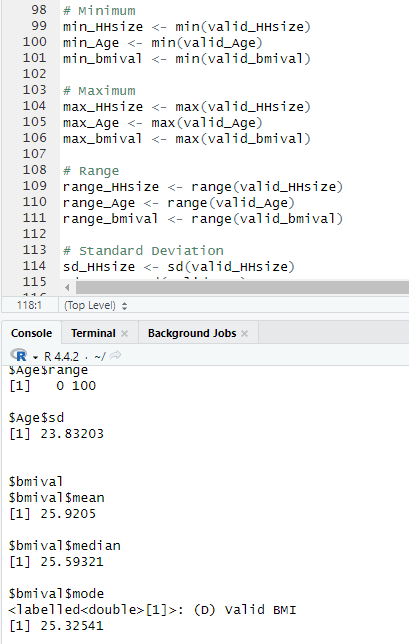 98 # Minimum
99 min_HHsize <- min(valid_HHsize)
100 min_Age <- min(valid_Age)
101 min_bmival <- min(valid_bmival)
102
103 # Maximum
104 max_HHsize <- max(valid_HHsize)
105 max_Age <- max(valid_Age)
106 max_bmival <- max(valid_bmival)
107
108 # Range
109 range_HHsize <- range(valid_HHsize)
110 range_Age <- range(valid_Age)
111 range_bmival <- range(valid_bmival)
112
113 # Standard Deviation
114 sd_HHsize <- sd(valid_HHsize)
115
118:1 (Top Level)
Console Terminal Background Jobs
R 4.4.2 · ~/
$Age$range
[1]   0 100
$Age$sd
[1] 23.83203
$bmival
$bmival$mean
[1] 25.9205
$bmival$median
[1] 25.59321
$bmival$mode
<labelled<double>[1]>: (D) Valid BMI
[1] 25.32541